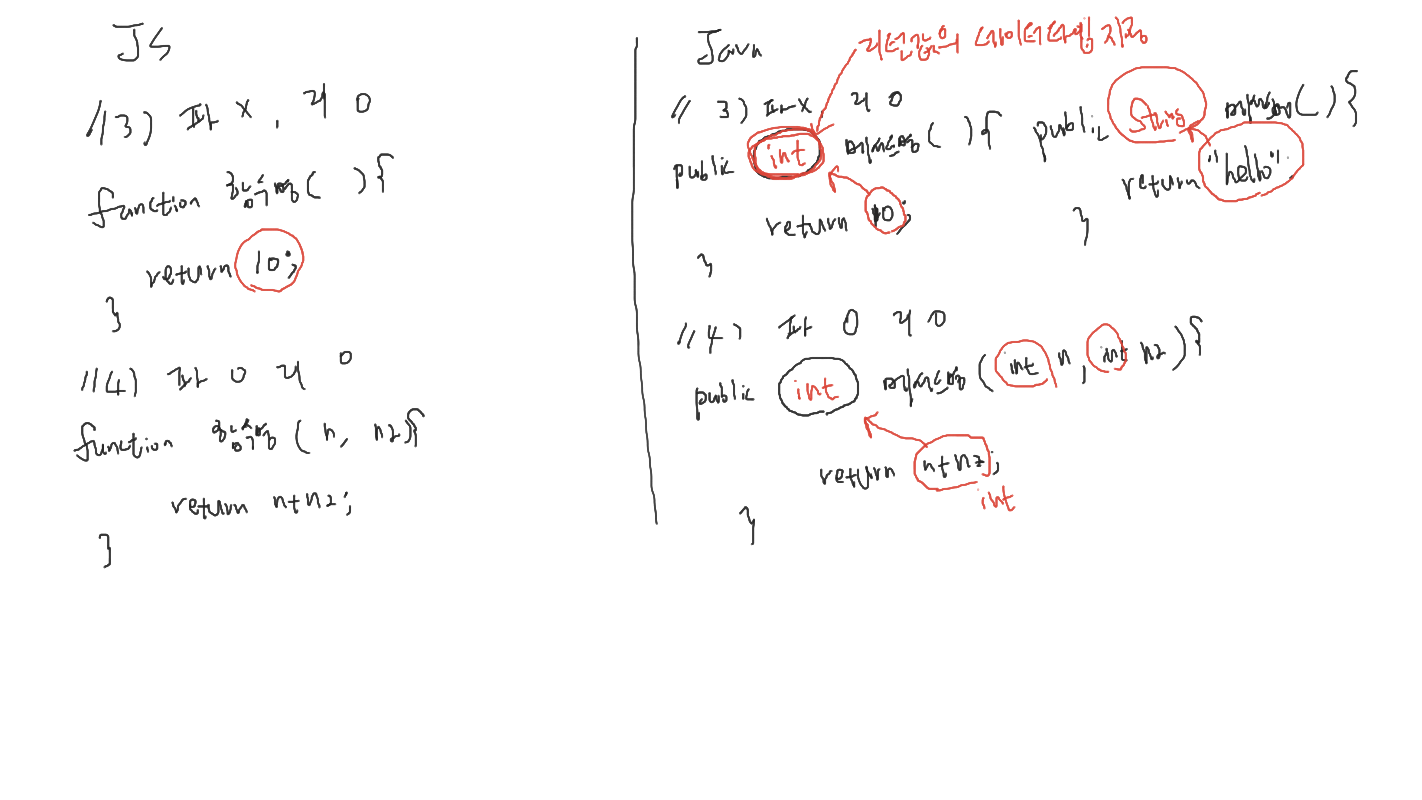 JS
//3) 파 x, 리 o
function 함수명( ){
return 10;
}
//4) 파 o 리 o
function 함수명(n, n2){
return n+n2;
}
Java
리턴값의 데이터타입 지정
// 3) 파 x 리 o
public int 메서드명( ){
return 10;
}
public String 메서드명( ){
return "hello";
}
//4) 파 o 리 o
public int 메서드명(int n, int n2){
return n+n2;
int
}